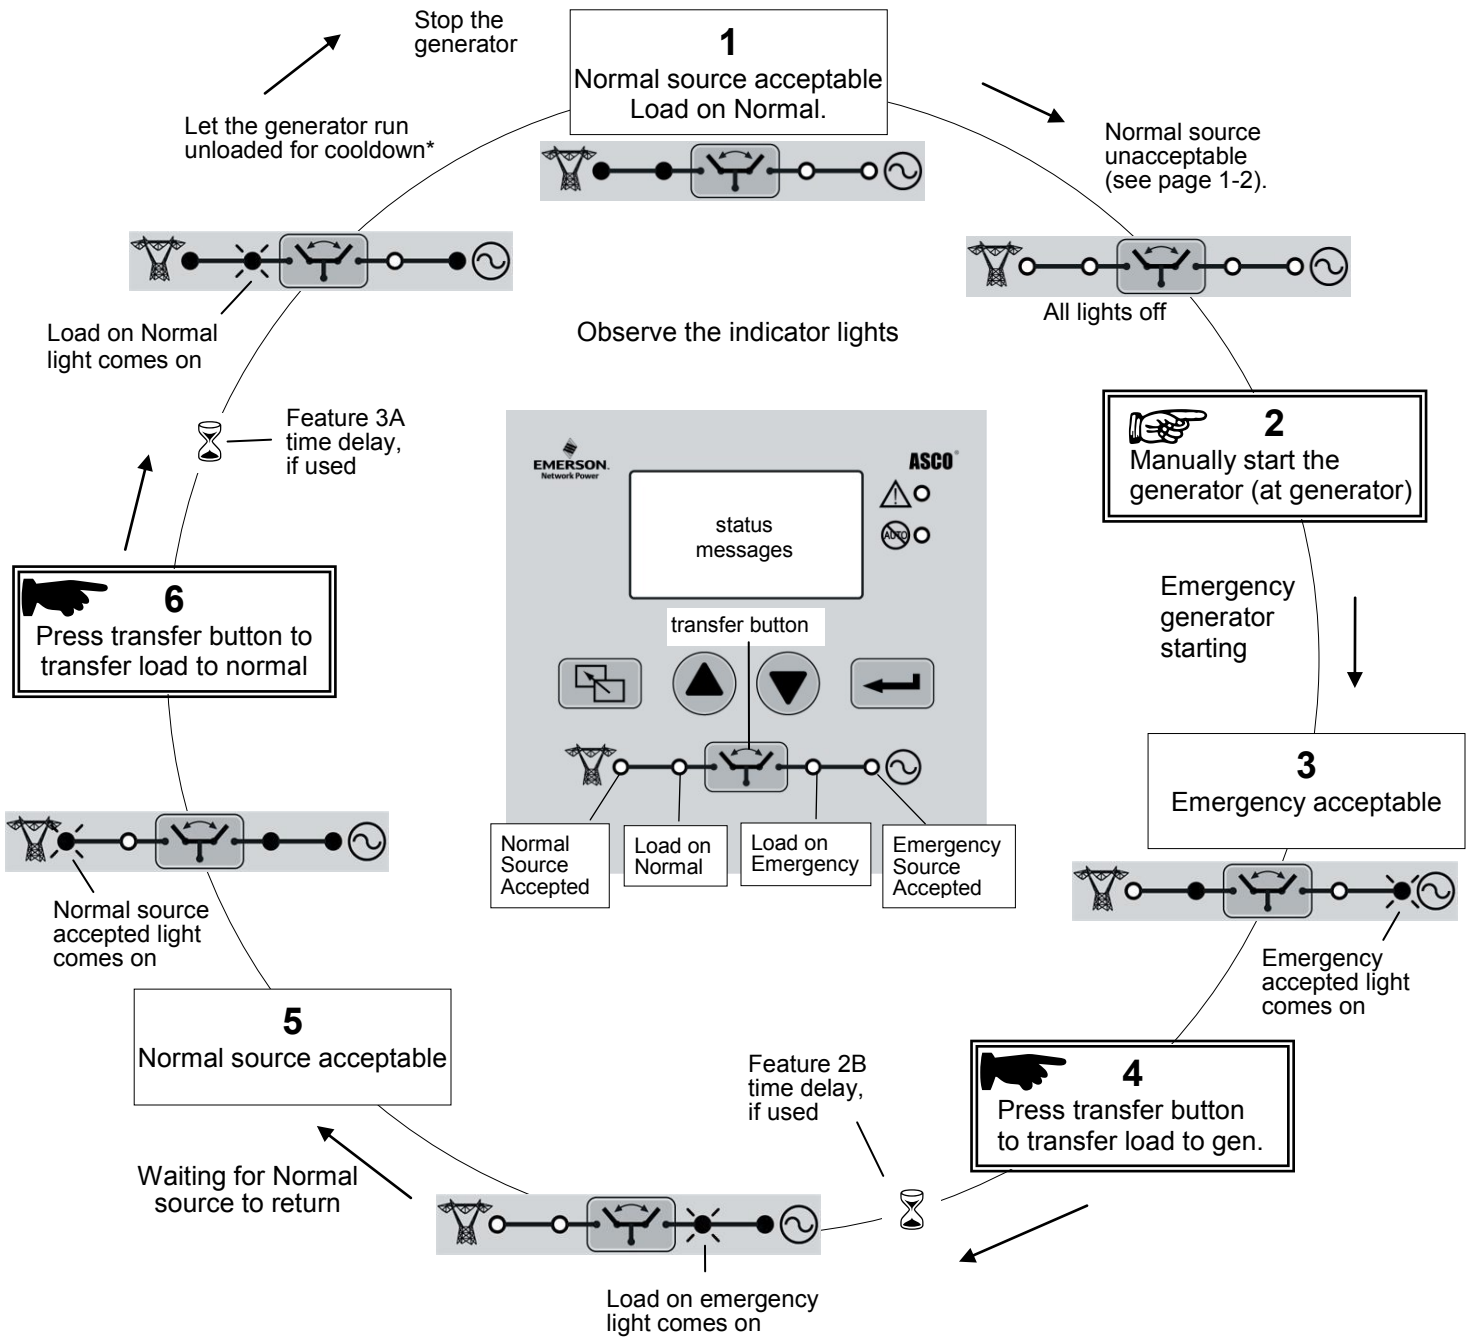 Stop the
generator
1
Normal source acceptable
Load on Normal.
Let the generator run
unloaded for cooldown*
Normal source
unacceptable
(see page 1-2).
All lights off
Load on Normal
light comes on
Observe the indicator lights
Feature 3A
time delay,
if used
2
Manually start the
generator (at generator)
EMERSON.
Network Power
ASCO®
AUTO
status
messages
transfer button
6
Press transfer button to
transfer load to normal
Emergency
generator
starting
3
Emergency acceptable
Normal
Source
Accepted
Load on
Normal
Load on
Emergency
Emergency
Source
Accepted
Normal source
accepted light
comes on
Emergency
accepted light
comes on
5
Normal source acceptable
Feature 2B
time delay,
if used
4
Press transfer button
to transfer load to gen.
Waiting for Normal
source to return
Load on emergency
light comes on